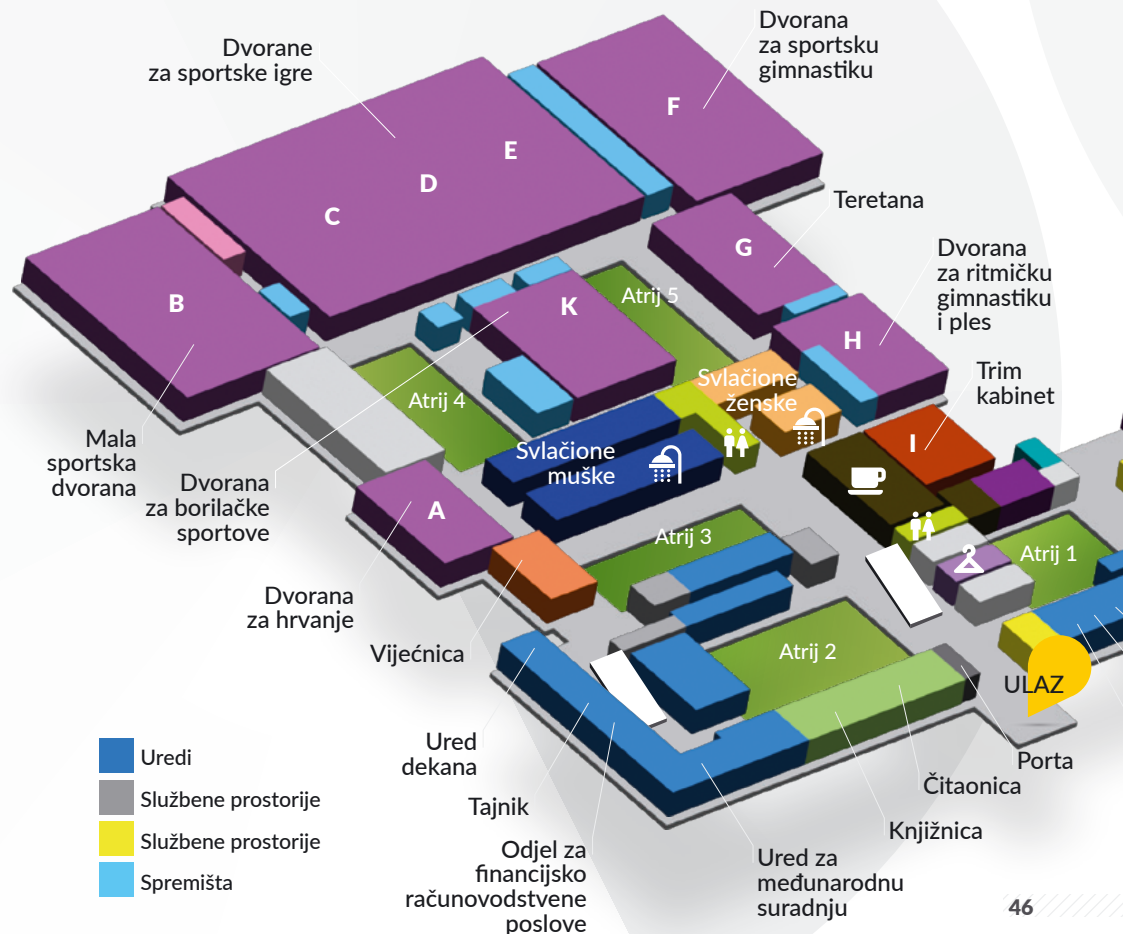 Dvorane
za sportske igre
Dvorana
za sportsku
gimnastiku
F
E
D
C
B
Teretana
G
Dvorana
za ritmičku
gimnastiku
i ples
H
K
Atrij 5
Trim
kabinet
I
Svlačione
ženske
Atrij 4
Mala
sportska
dvorana
Dvorana
za borilačke
sportove
Svlačione
muške
A
Atrij 3
Atrij 1
Dvorana
za hrvanje
Vijećnica
Atrij 2
ULAZ
Ured
dekana
Tajnik
Odjel za
financijsko
računovodstvene
poslove
Ured za
međunarodnu
suradnju
Knjižnica
Čitaonica
Porta
Uredi
Službene prostorije
Službene prostorije
Spremišta
46